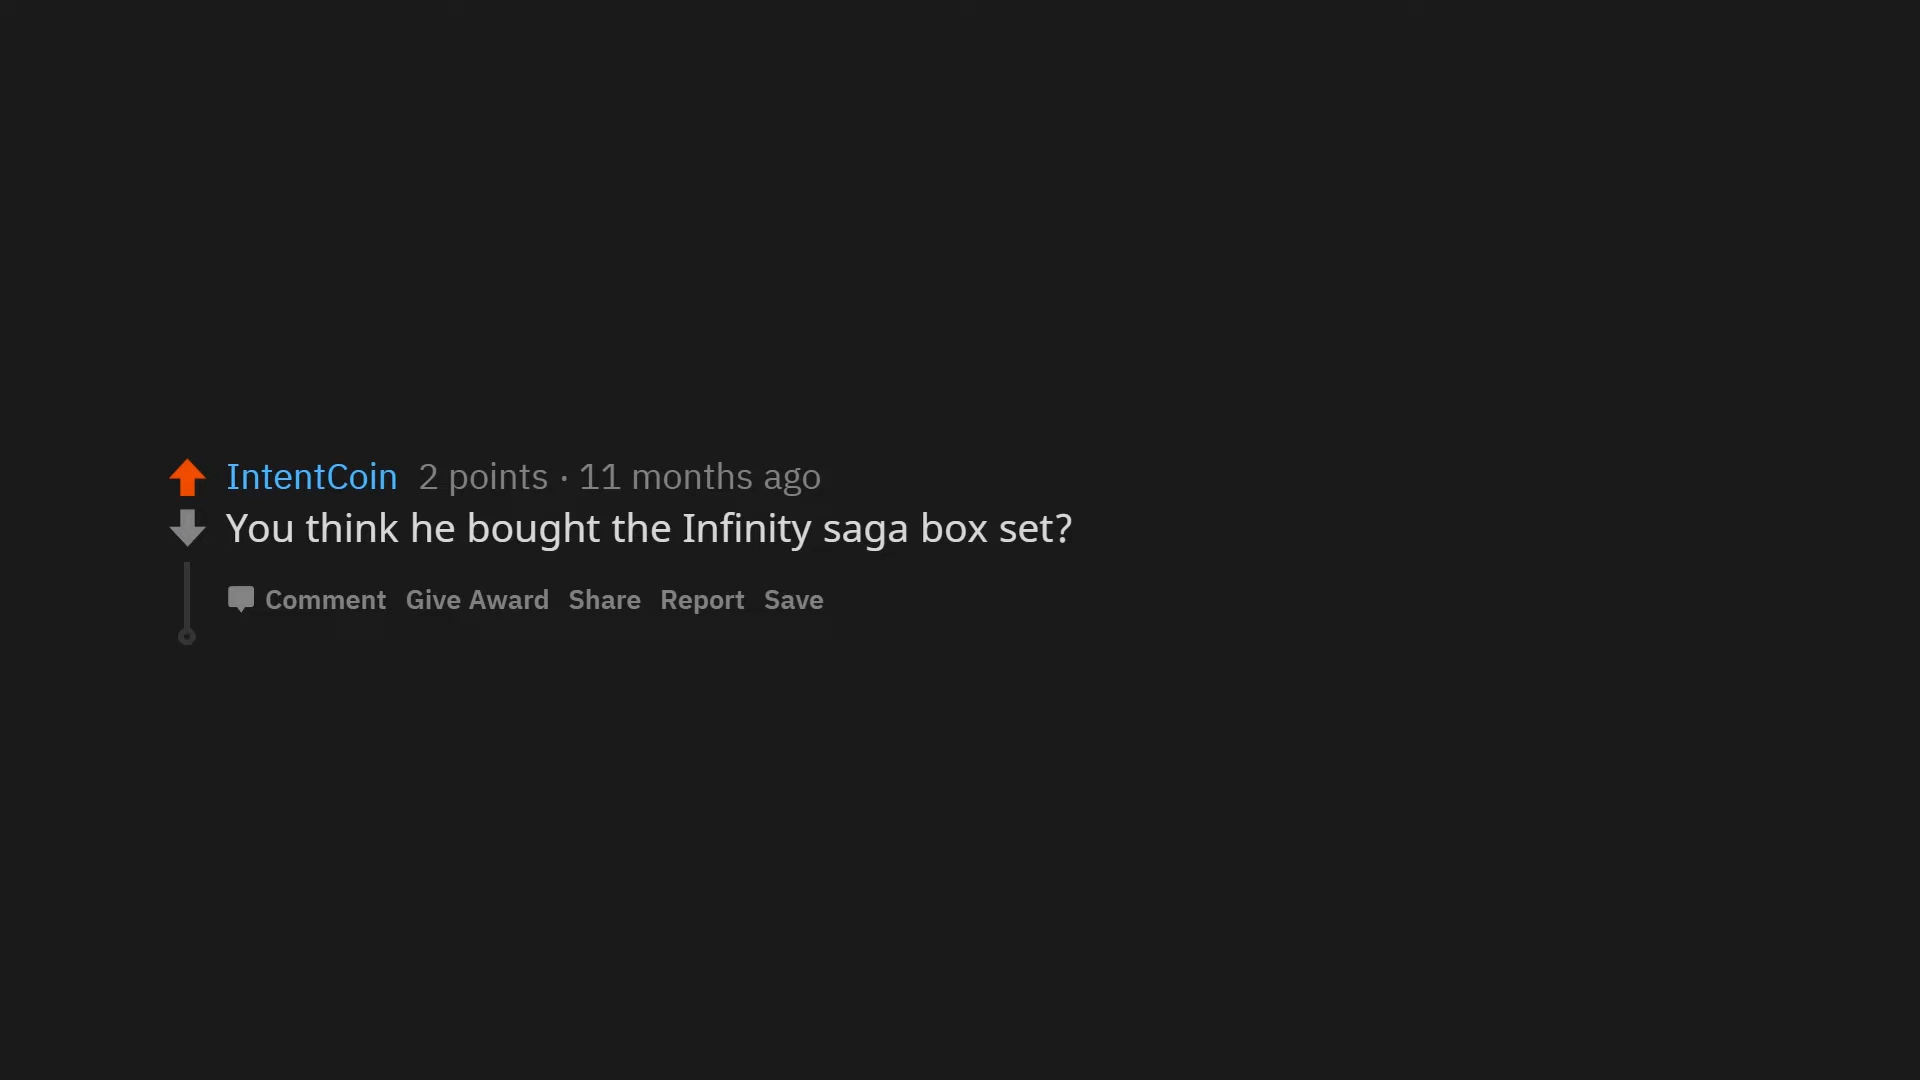 IntentCoin 2 points · 11 months ago
You think he bought the Infinity saga box set?
Comment Give Award Share Report Save